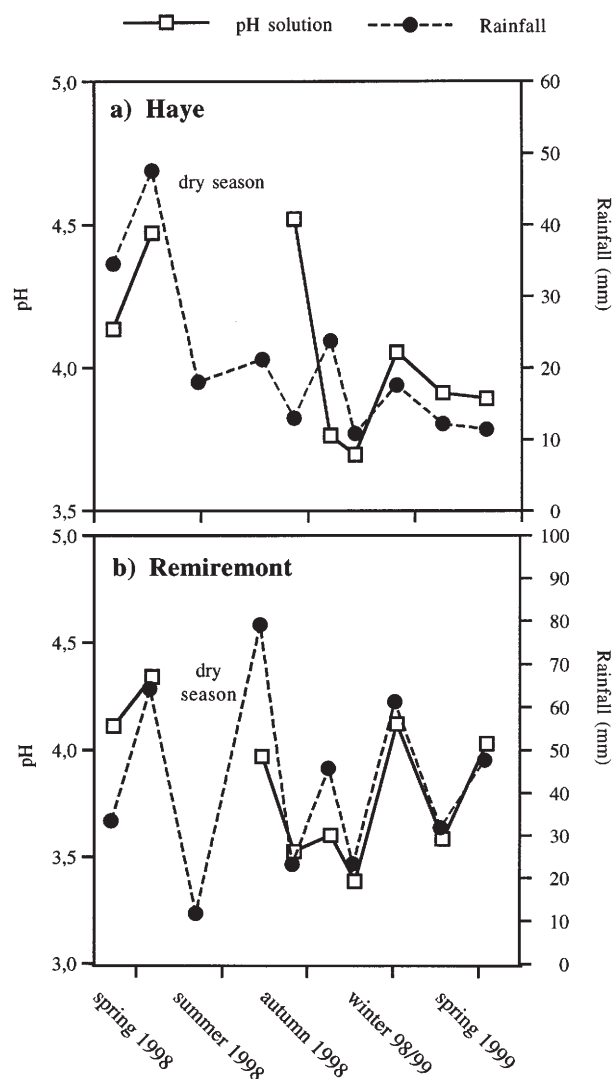 pH solution Rainfall
a) Haye
dry season
5,0
4,5
4,0
3,5
pH
60
50
40
30
20
10
0
Rainfall (mm)
b) Remiremont
dry
season
5,0
4,5
4,0
3,5
3,0
pH
100
90
80
70
60
50
40
30
20
10
0
Rainfall (mm)
spring 1998
summer 1998
autumn 1998
winter 98/99
spring 1999